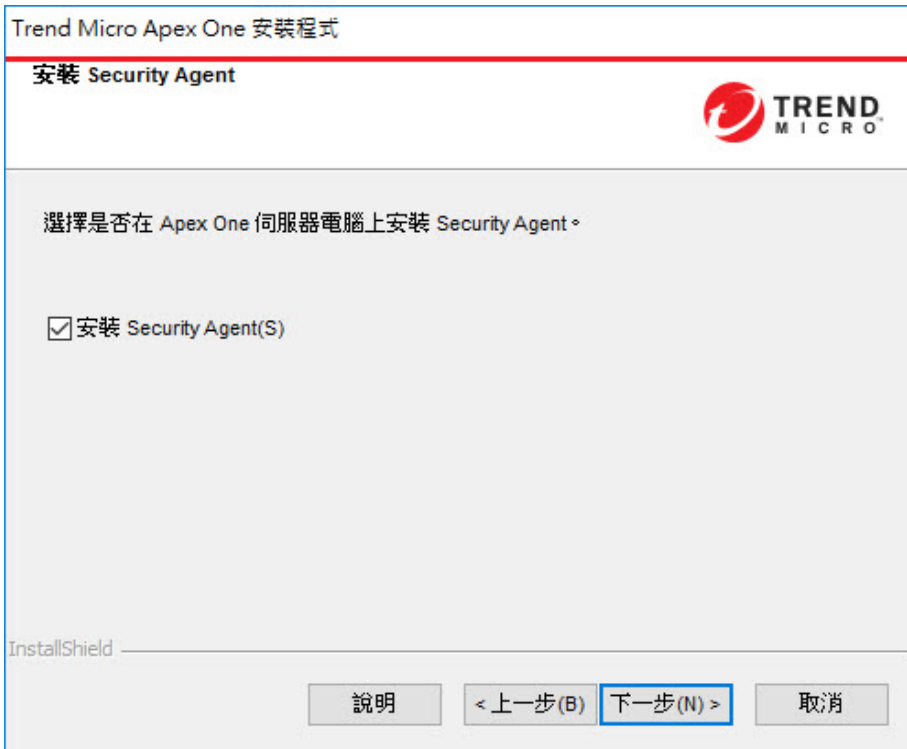 Trend Micro Apex One 安裝程式
安裝 Security Agent
TREND
MICRO™
選擇是否在 Apex One 伺服器電腦上安裝 Security Agent。
安裝 Security Agent(S)
InstallShield
說明
< 上一步(B)
下一步(N) >
取消